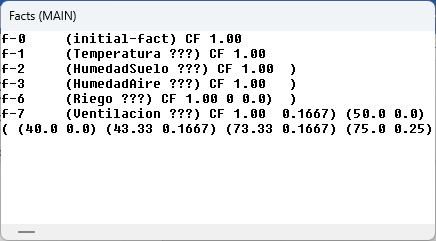 Facts (MAIN)
f-0 (initial-fact) CF 1.00
f-1 (Temperatura ???) CF 1.00
f-2 (HumedadSuelo ???) CF 1.00 )
f-3 (HumedadAire ???) CF 1.00 )
f-6 (Riego ???) CF 1.00 0 0.0) )
f-7 (Ventilacion ???) CF 1.00 0.1667) (50.0 0.0)
( (40.0 0.0) (43.33 0.1667) (73.33 0.1667) (75.0 0.25)